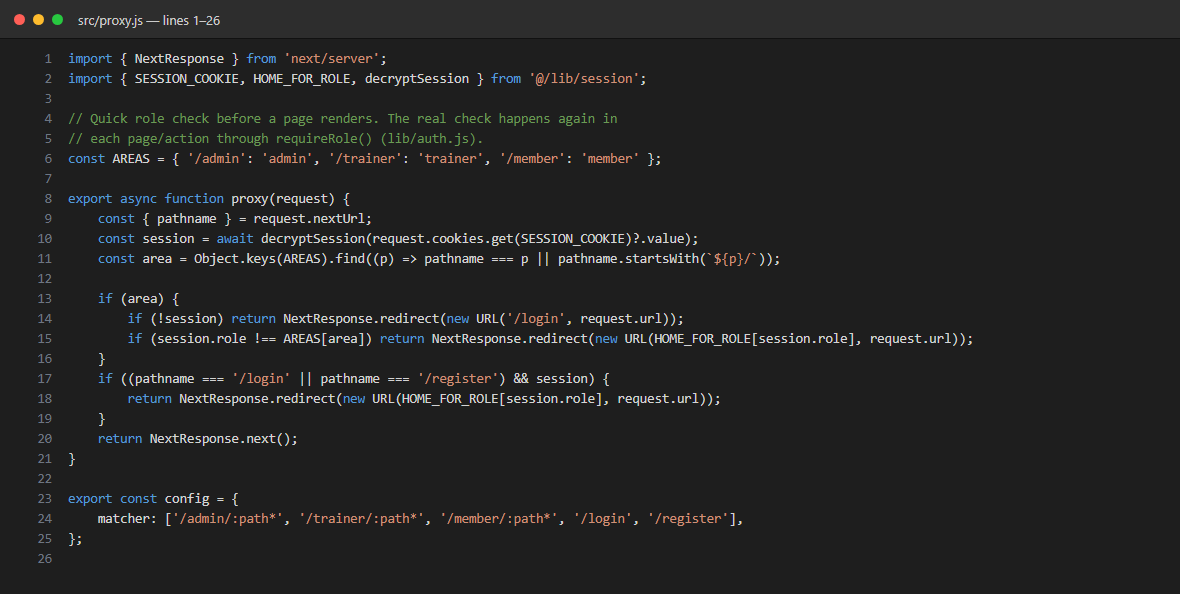 src/proxy.js — lines 1–26
1 import { NextResponse } from 'next/server';
2 import { SESSION_COOKIE, HOME_FOR_ROLE, decryptSession } from '@/lib/session';
3
4 // Quick role check before a page renders. The real check happens again in
5 // each page/action through requireRole() (lib/auth.js).
6 const AREAS = { '/admin': 'admin', '/trainer': 'trainer', '/member': 'member' };
7
8 export async function proxy(request) {
9     const { pathname } = request.nextUrl;
10     const session = await decryptSession(request.cookies.get(SESSION_COOKIE)?.value);
11     const area = Object.keys(AREAS).find((p) => pathname === p || pathname.startsWith(`${p}/`));
12
13     if (area) {
14         if (!session) return NextResponse.redirect(new URL('/login', request.url));
15         if (session.role !== AREAS[area]) return NextResponse.redirect(new URL(HOME_FOR_ROLE[session.role], request.url));
16     }
17     if ((pathname === '/login' || pathname === '/register') && session) {
18         return NextResponse.redirect(new URL(HOME_FOR_ROLE[session.role], request.url));
19     }
20     return NextResponse.next();
21 }
22
23 export const config = {
24     matcher: ['/admin/:path*', '/trainer/:path*', '/member/:path*', '/login', '/register'],
25 };
26